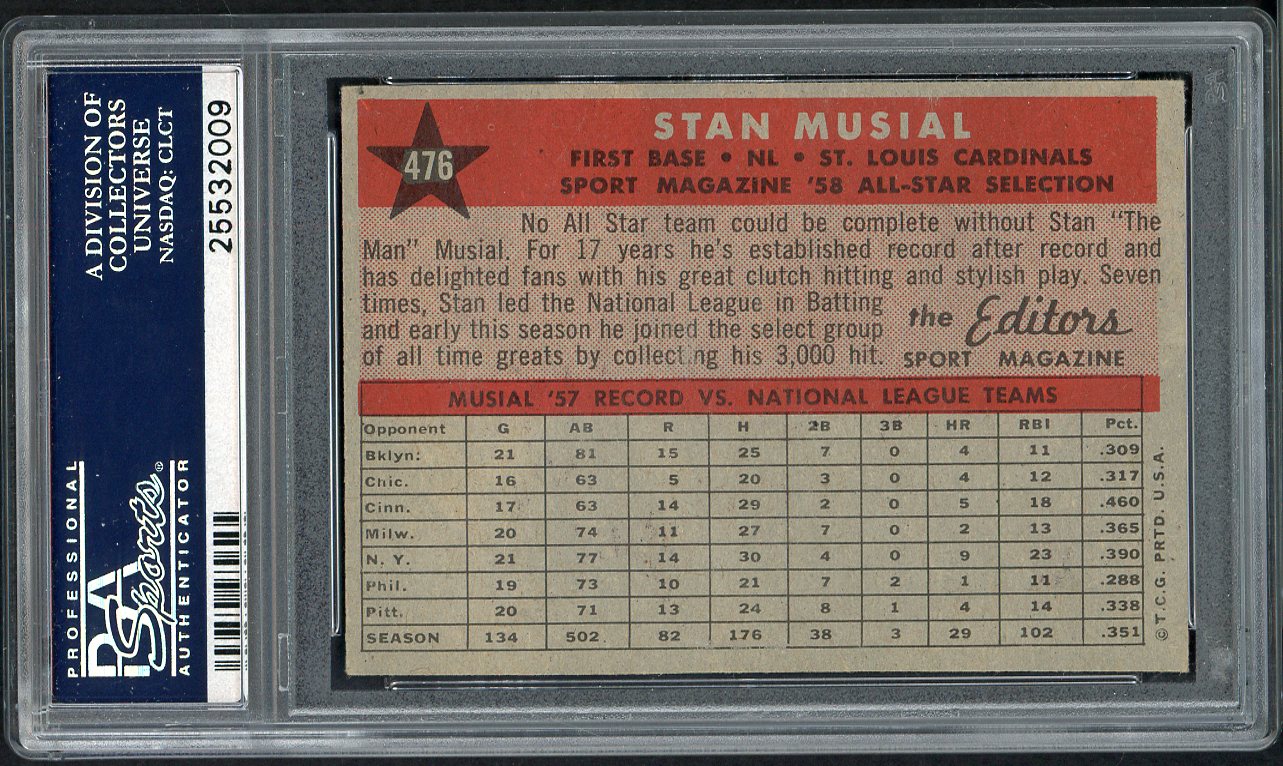 A DIVISION OF
COLLECTORS
UNIVERSE
NASDAQ: CLCT
25532009
PROFESSIONAL
PSA
Sports®
AUTHENTICATOR
476
STAN MUSIAL
FIRST BASE • NL • ST. LOUIS CARDINALS
SPORT MAGAZINE '58 ALL-STAR SELECTION
No All Star team could be complete without Stan "The
Man" Musial. For 17 years he's established record after record and
has delighted fans with his great clutch hitting and stylish play. Seven
times, Stan led the National League in Batting
and early this season he joined the select group
of all time greats by collecting his 3,000 hit.
the Editors
SPORT MAGAZINE
MUSIAL '57 RECORD VS. NATIONAL LEAGUE TEAMS
Opponent G AB R H 2B 3B HR RBI Pct.
Bklyn: 21 81 15 25 7 0 4 11 .309
Chic. 16 63 5 20 3 0 4 12 .317
Cinn. 17 63 14 29 2 0 5 18 .460
Milw. 20 74 11 27 7 0 2 13 .365
N. Y. 21 77 14 30 4 0 9 23 .390
Phil. 19 73 10 21 7 2 1 11 .288
Pitt. 20 71 13 24 8 1 4 14 .338
SEASON 134 502 82 176 38 3 29 102 .351
© T.C.G. PRTD. U.S.A.